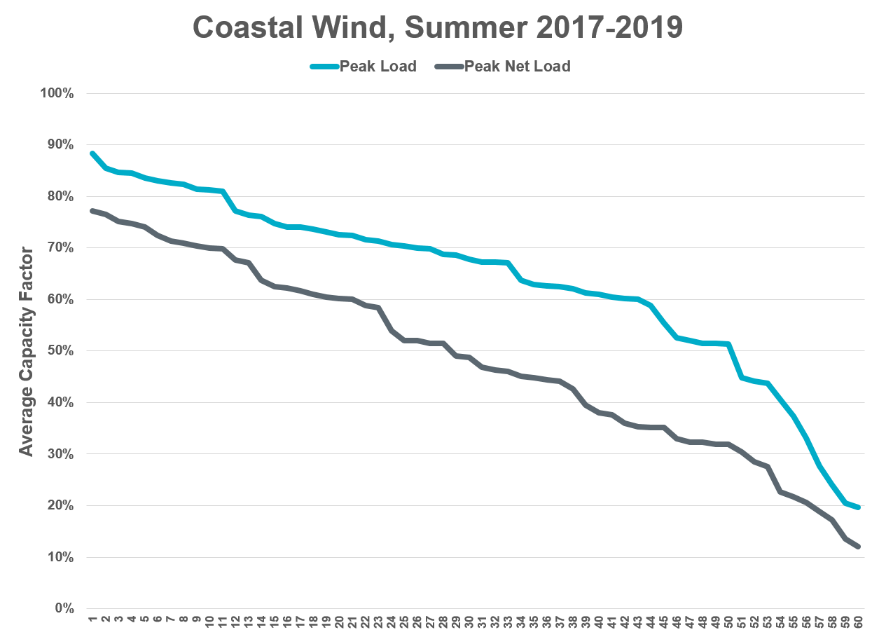 Coastal Wind, Summer 2017-2019
Peak Load Peak Net Load
100%
90%
80%
70%
60%
50%
40%
30%
20%
10%
0%
Average Capacity Factor
1 2 3 4 5 6 7 8 9 10 11 12 13 14 15 16 17 18 19 20 21 22 23 24 25 26 27 28 29 30 31 32 33 34 35 36 37 38 39 40 41 42 43 44 45 46 47 48 49 50 51 52 53 54 55 56 57 58 59 60